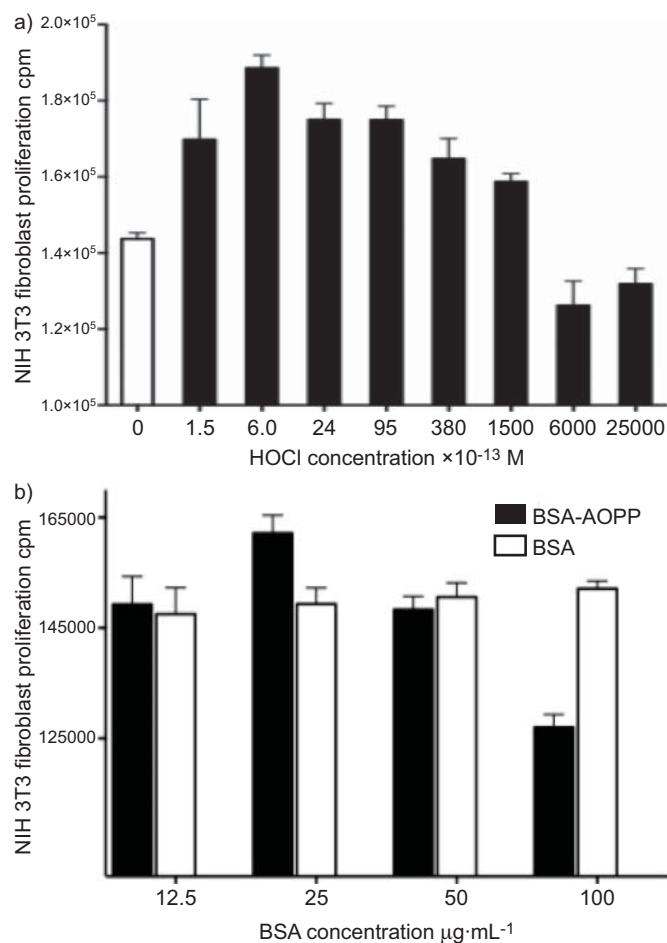 a)
NIH 3T3 fibroblast proliferation cpm
2.0×10⁵
1.8×10⁵
1.6×10⁵
1.4×10⁵
1.2×10⁵
1.0×10⁵
0 1.5 6.0 24 95 380 1500 6000 25000
HOCl concentration ×10⁻¹³ M
b)
NIH 3T3 fibroblast proliferation cpm
165000
145000
125000
BSA-AOPP
BSA
12.5 25 50 100
BSA concentration µg·mL⁻¹